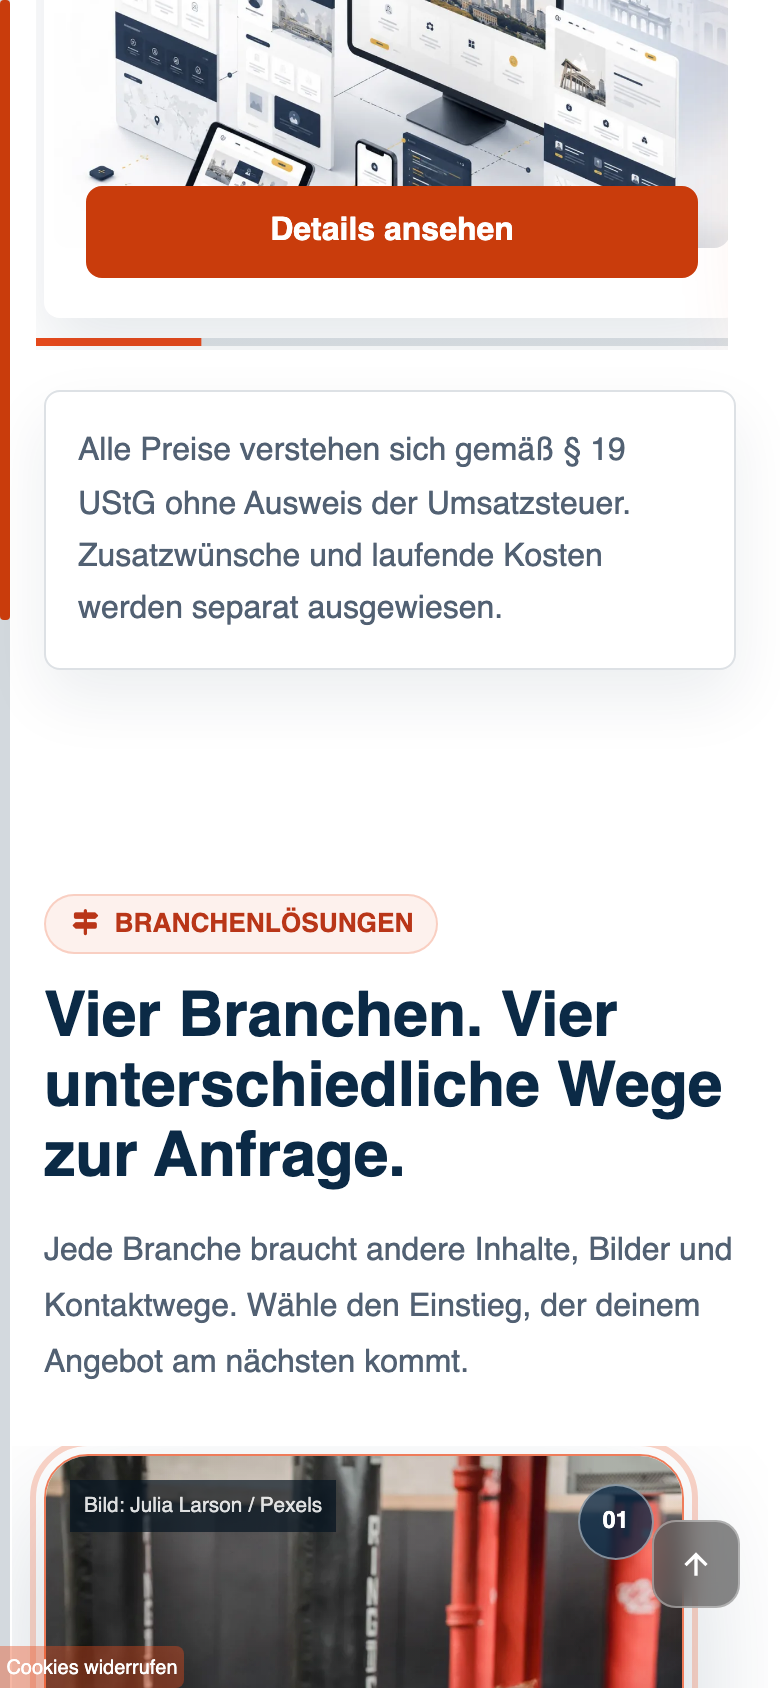 Details ansehen
Alle Preise verstehen sich gemäß § 19
UStG ohne Ausweis der Umsatzsteuer.
Zusatzwünsche und laufende Kosten
werden separat ausgewiesen.
BRANCHENLÖSUNGEN
Vier Branchen. Vier
unterschiedliche Wege
zur Anfrage.
Jede Branche braucht andere Inhalte, Bilder und
Kontaktwege. Wähle den Einstieg, der deinem
Angebot am nächsten kommt.
Bild: Julia Larson / Pexels
01
Cookies widerrufen